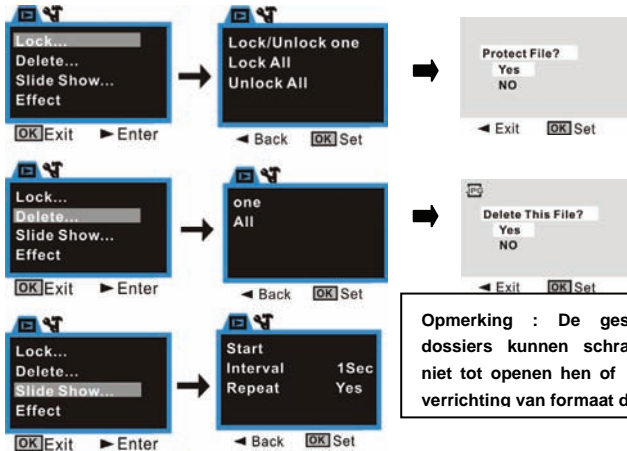 Lock...
Delete...
Slide Show...
Effect
OK Exit ► Enter
Lock/Unlock one
Lock All
Unlock All
◄ Back OK Set
Protect File?
Yes
NO
◄ Exit OK Set
Lock...
Delete...
Slide Show...
Effect
OK Exit ► Enter
one
All
◄ Back OK Set
JPG
Delete This File?
Yes
NO
◄ Exit OK Set
Lock...
Delete...
Slide Show...
Effect
OK Exit ► Enter
Start
Interval 1Sec
Repeat Yes
◄ Back OK Set
Opmerking : De ges
dossiers kunnen schra
niet tot openen hen of
verrichting van formaat d